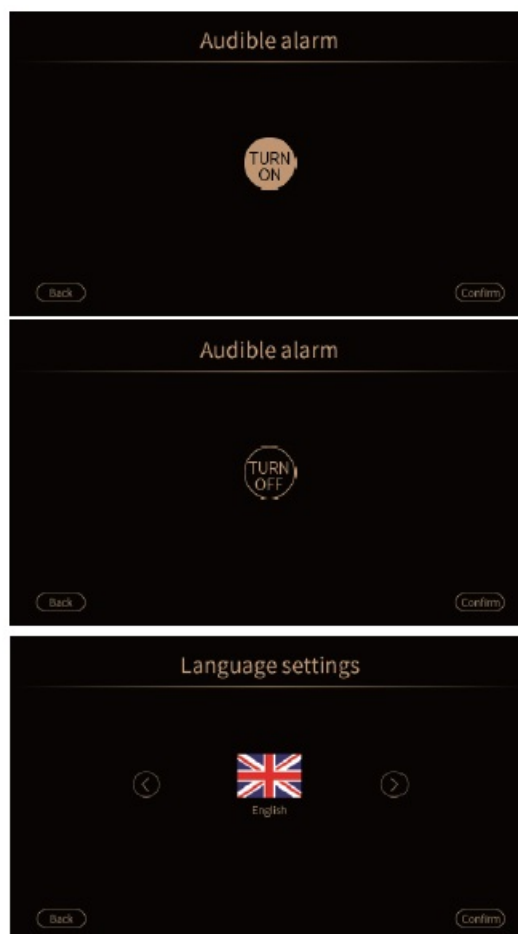 Audible alarm
TURN
ON
Back
Confirm
Audible alarm
TURN
OFF
Back
Confirm
Language settings
English
Back
Confirm